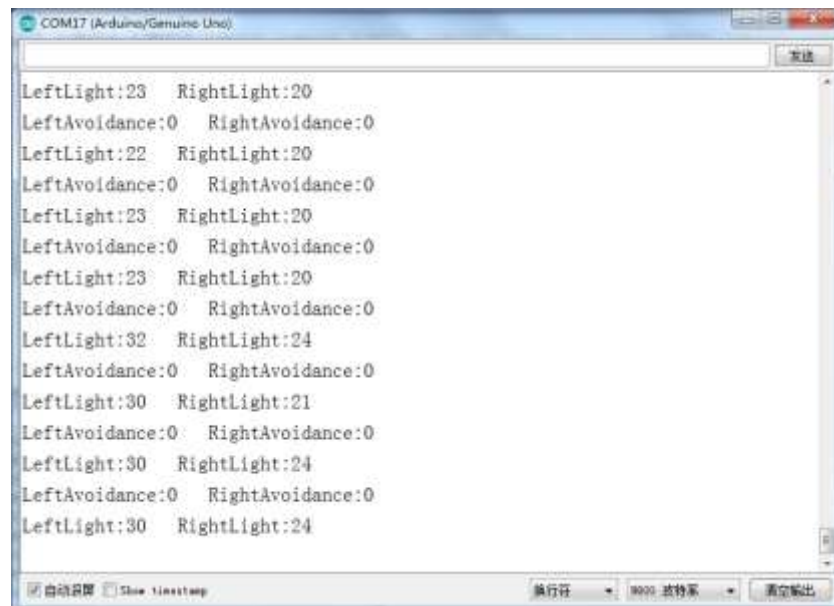 COM17 (Arduino/Genuino Uno)
发送
LeftLight:23 RightLight:20
LeftAvoidance:0 RightAvoidance:0
LeftLight:22 RightLight:20
LeftAvoidance:0 RightAvoidance:0
LeftLight:23 RightLight:20
LeftAvoidance:0 RightAvoidance:0
LeftLight:23 RightLight:20
LeftAvoidance:0 RightAvoidance:0
LeftLight:32 RightLight:24
LeftAvoidance:0 RightAvoidance:0
LeftLight:30 RightLight:21
LeftAvoidance:0 RightAvoidance:0
LeftLight:30 RightLight:24
LeftAvoidance:0 RightAvoidance:0
LeftLight:30 RightLight:24
自动滚屏 Show timestamp 换行符 9600 波特率 清空输出